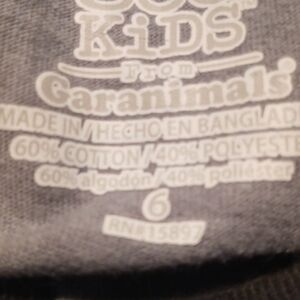 KiDS
From
Garanimals®
MADE IN/HECHO EN BANGLAD
60% COTTON/40% POLYESTE
60% algodón/40% poliéster
6
RN#15897